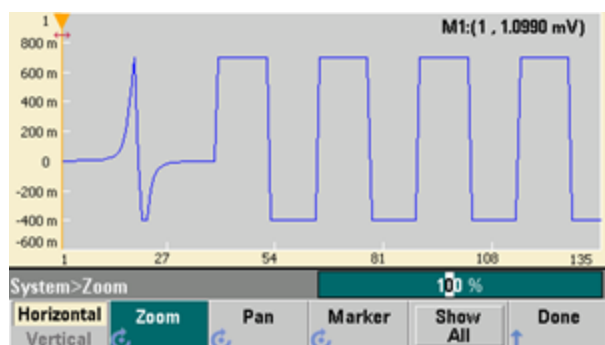 1
M1:(1 , 1.0990 mV)
800 m
600 m
400 m
200 m
0
-200 m
-400 m
-600 m
1 27 54 81 108 135
System>Zoom
100 %
Horizontal
Vertical
Zoom
Pan
Marker
Show
All
Done